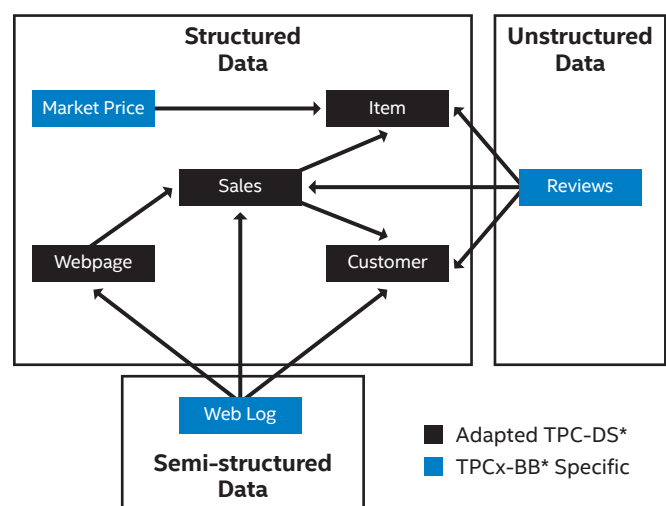 Structured
Data
Unstructured
Data
Market Price
Item
Sales
Reviews
Webpage
Customer
Web Log
Semi-structured
Data
Adapted TPC-DS*
TPCx-BB* Specific